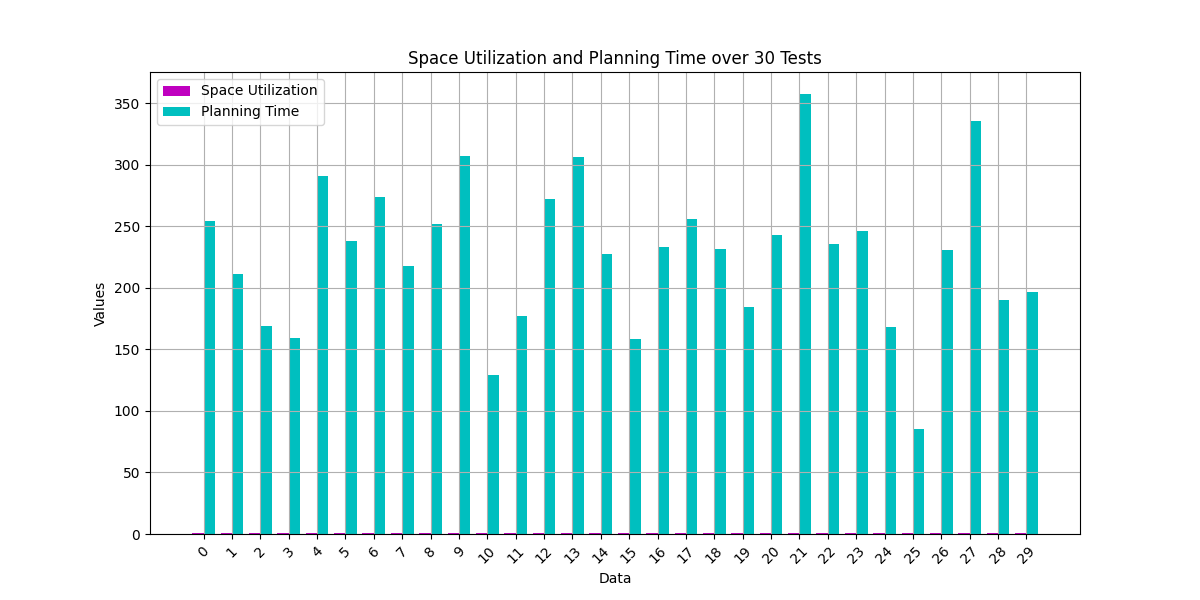 Space Utilization and Planning Time over 30 Tests
Space Utilization
Planning Time
Values
350
300
250
200
150
100
50
0
0 1 2 3 4 5 6 7 8 9 10 11 12 13 14 15 16 17 18 19 20 21 22 23 24 25 26 27 28 29
Data